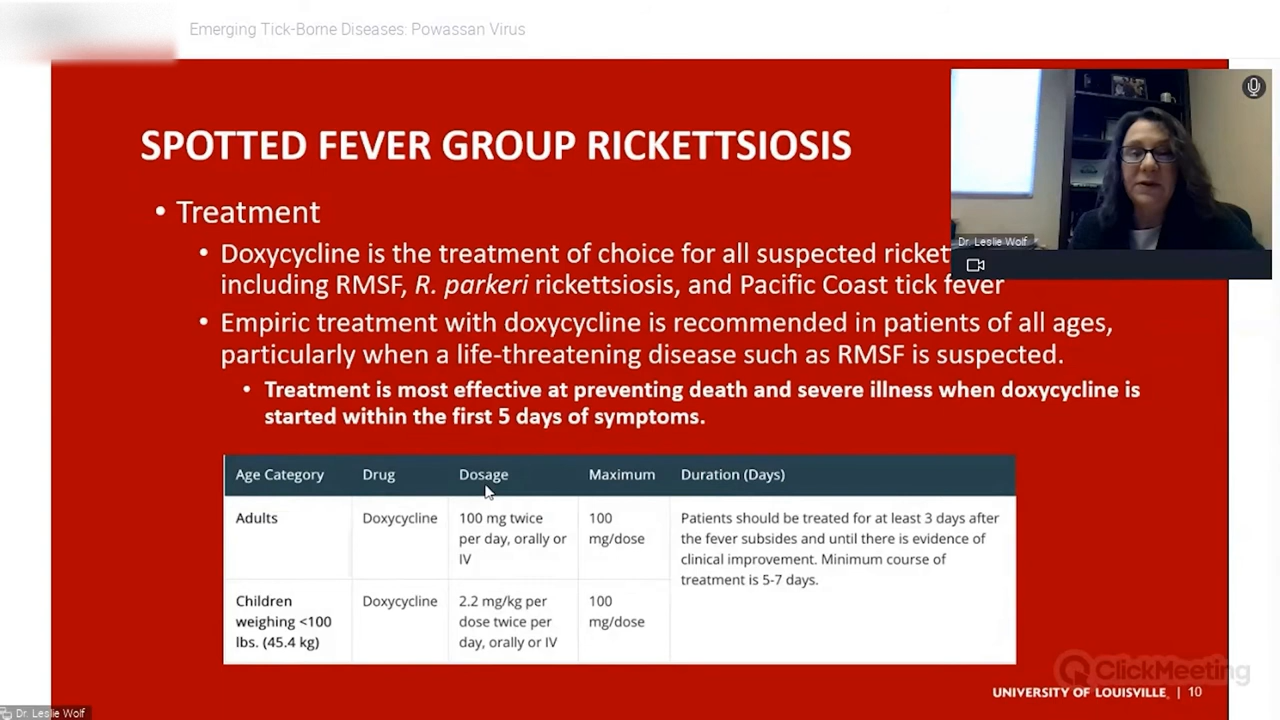 Emerging Tick-Borne Diseases: Powassan Virus
SPOTTED FEVER GROUP RICKETTSIOSIS
• Treatment
• Doxycycline is the treatment of choice for all suspected ricket
including RMSF, R. parkeri rickettsiosis, and Pacific Coast tick fever
• Empiric treatment with doxycycline is recommended in patients of all ages,
particularly when a life-threatening disease such as RMSF is suspected.
• Treatment is most effective at preventing death and severe illness when doxycycline is
started within the first 5 days of symptoms.
Age Category Drug Dosage Maximum Duration (Days)
Adults Doxycycline 100 mg twice 100 Patients should be treated for at least 3 days after
per day, orally or mg/dose the fever subsides and until there is evidence of
IV clinical improvement. Minimum course of
treatment is 5-7 days.
Children Doxycycline 2.2 mg/kg per 100
weighing <100 dose twice per mg/dose
lbs. (45.4 kg) day, orally or IV
Dr. Leslie Wolf
ClickMeeting
UNIVERSITY OF LOUISVILLE | 10
Dr. Leslie Wolf